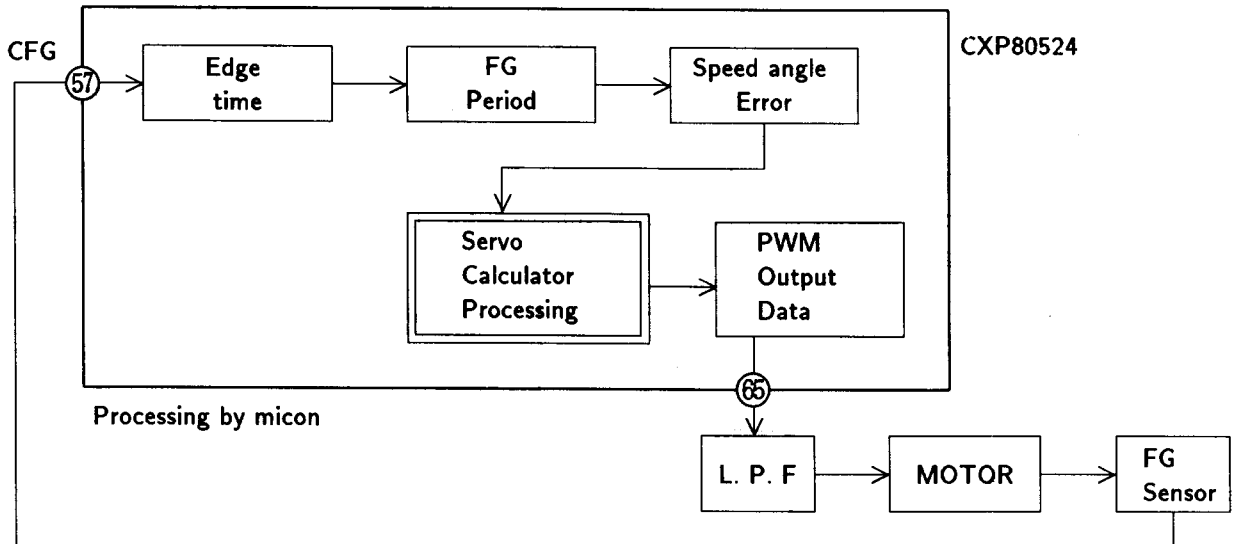 CFG
CXP80524
57
Edge
time
FG
Period
Speed angle
Error
Servo
Calculator
Processing
PWM
Output
Data
65
Processing by micon
L. P. F
MOTOR
FG
Sensor